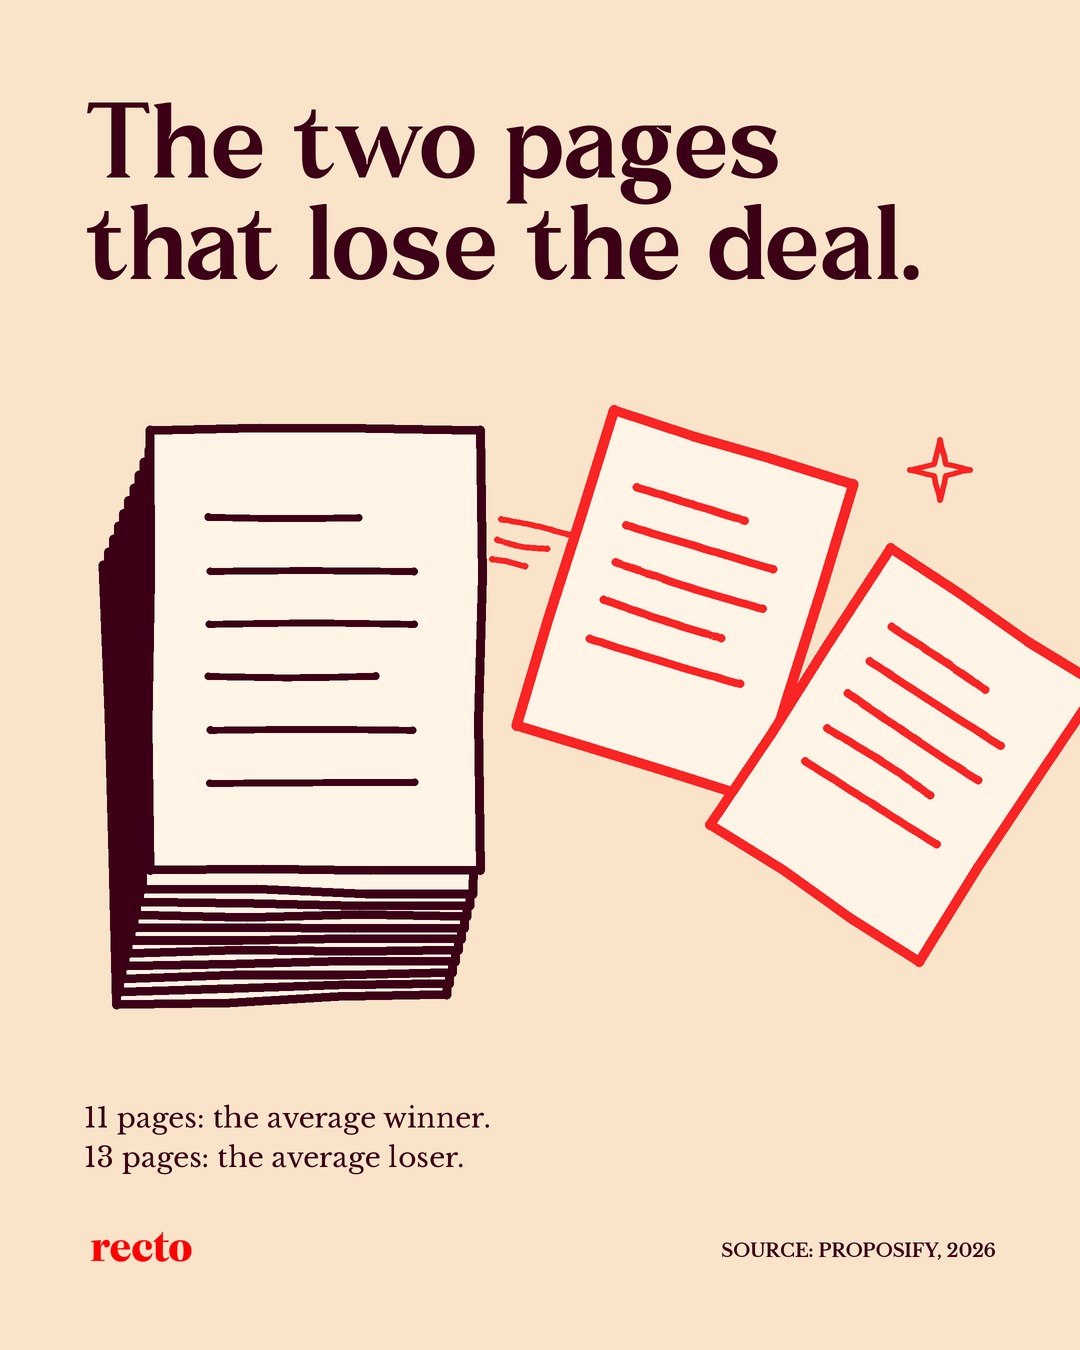 The two pages
that lose the deal.
11 pages: the average winner.
13 pages: the average loser.
recto
SOURCE: PROPOSIFY, 2026